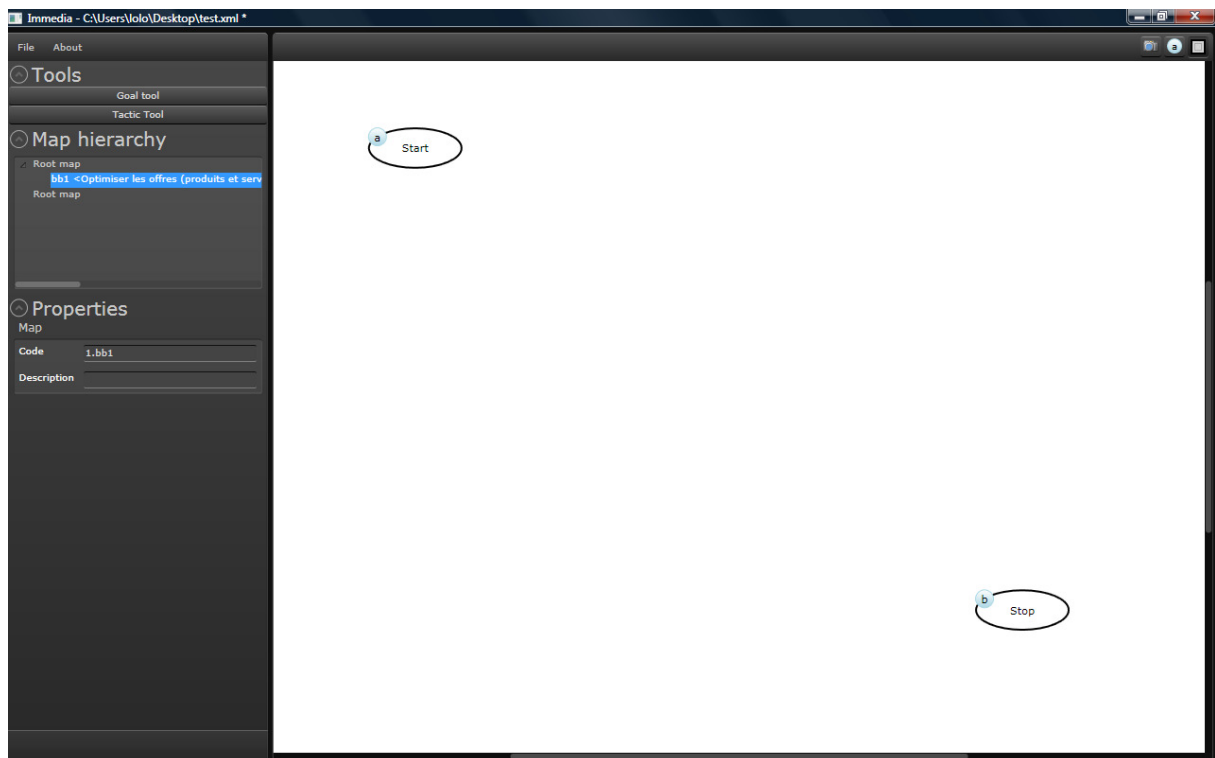 Immedia - C:\Users\lolo\Desktop\test.xml *
File About
a
Tools
Goal tool
Tactic Tool
Map hierarchy
Root map
bb1 <Optimiser les offres (produits et serv
Root map
Properties
Map
Code 1.bb1
Description
a
Start
b
Stop